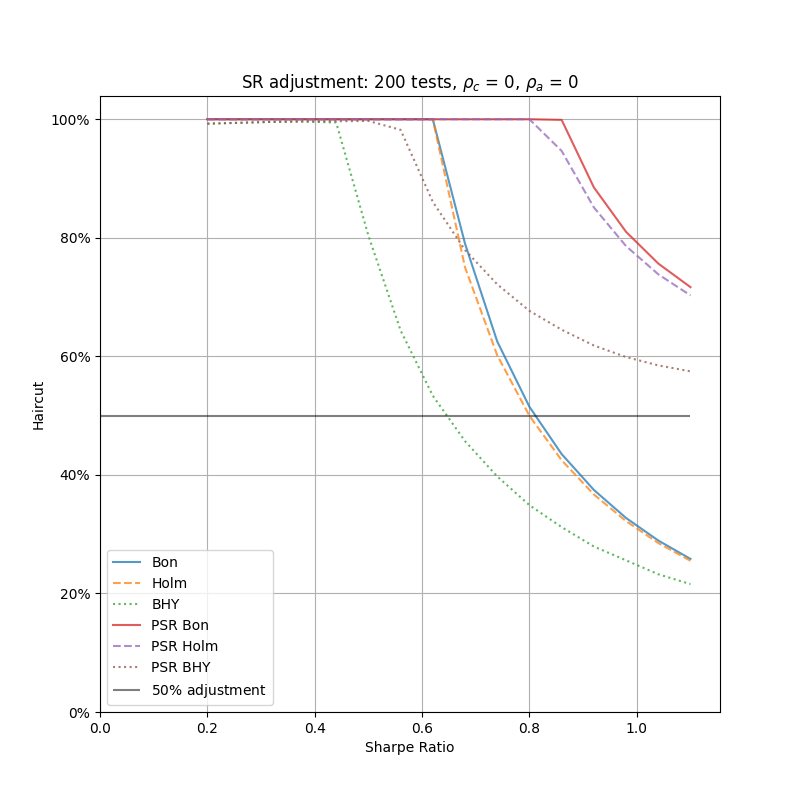 SR adjustment: 200 tests, ρc = 0, ρa = 0
100%
80%
60%
40%
20%
0%
Haircut
Bon
Holm
BHY
PSR Bon
PSR Holm
PSR BHY
50% adjustment
0.0 0.2 0.4 0.6 0.8 1.0
Sharpe Ratio